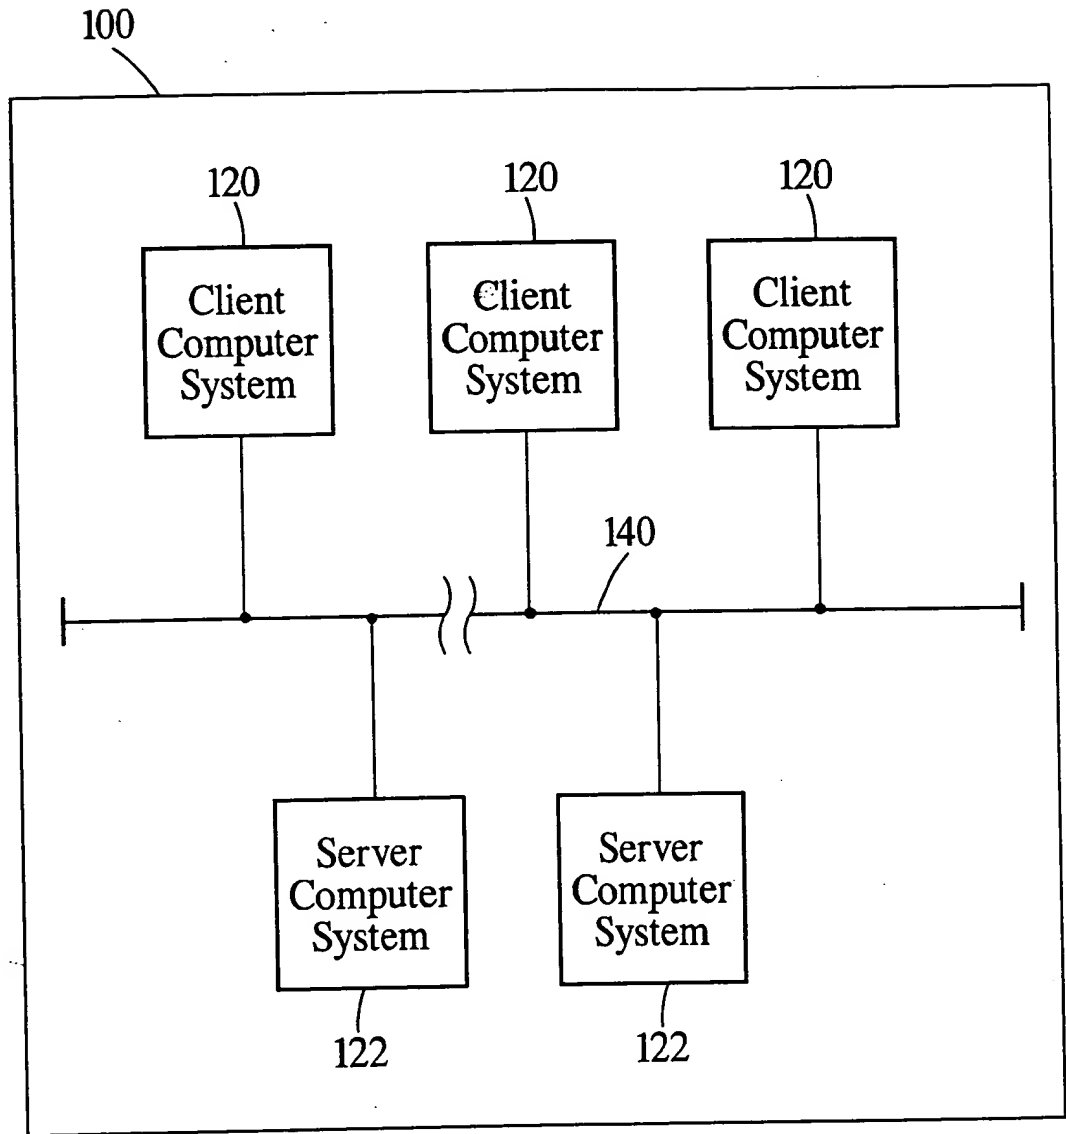 100
120
120
120
Client
Computer
System
Client
Computer
System
Client
Computer
System
140
Server
Computer
System
Server
Computer
System
122
122